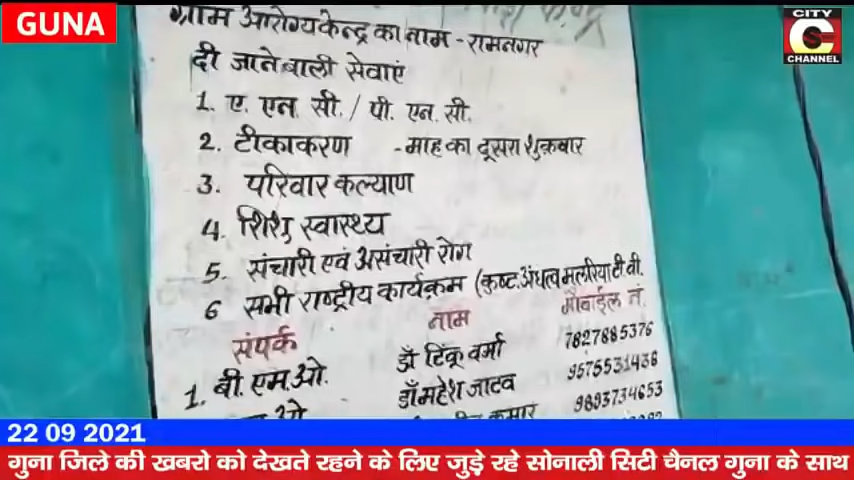 GUNA
CITY
CHANNEL
ग्राम आरोग्य केन्द्र का नाम - रामनगर
दी जाने वाली सेवाएं
1. ए. एन. सी. / पी. एन. सी.
2. टीकाकरण - माह का दूसरा शुक्रवार
3. परिवार कल्याण
4. शिशु स्वास्थ्य
5. संचारी एवं असंचारी रोग
6 सभी राष्ट्रीय कार्यक्रम (कुष्ट. अंधत्व मलेरिया टी. वी.
संपर्क नाम मोबाईल नं.
1. बी. एम. ओ. डॉ टिंकू वर्मा 7827885376
डॉ महेश जाटव 9575531438
कुमार 9893734653
22 09 2021
गुना जिले की खबरो को देखते रहने के लिए जुड़े रहे सोनाली सिटी चैनल गुना के साथ